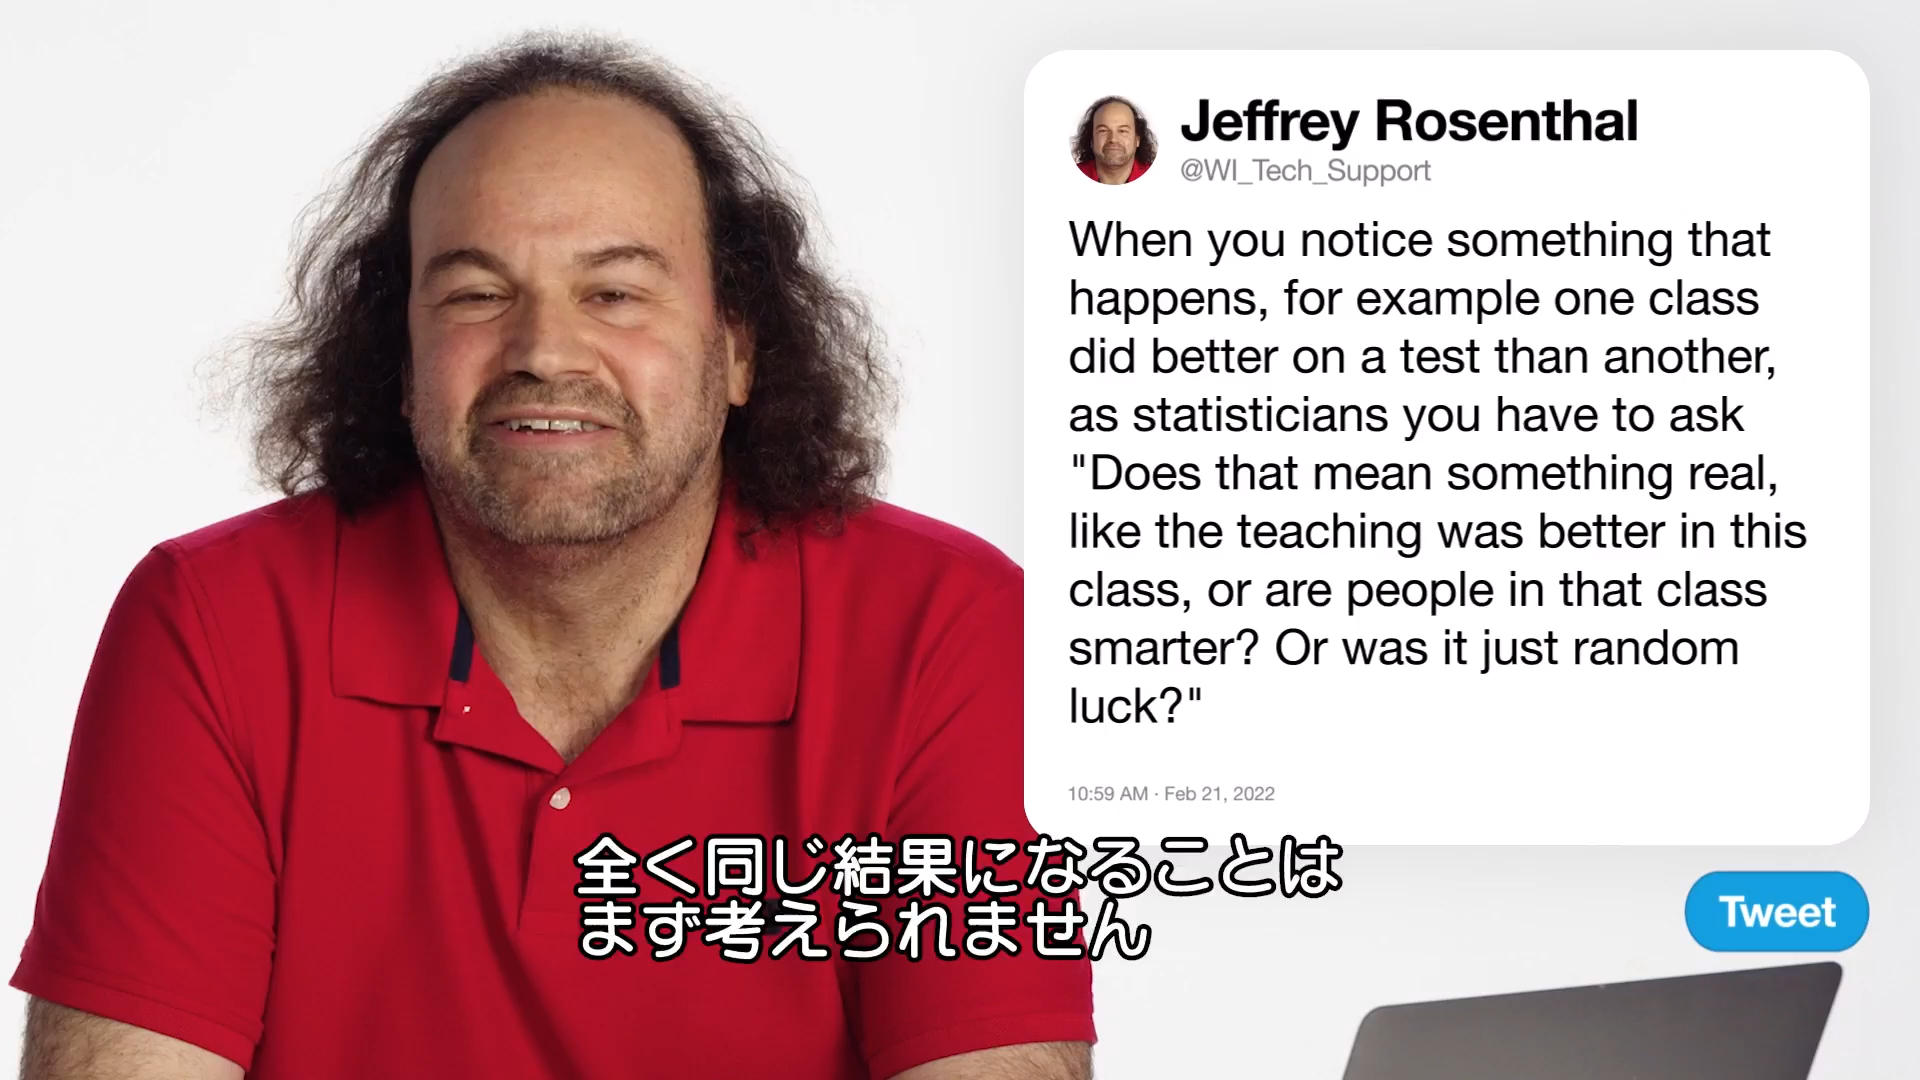 Jeffrey Rosenthal
@WI_Tech_Support
When you notice something that
happens, for example one class
did better on a test than another,
as statisticians you have to ask
"Does that mean something real,
like the teaching was better in this
class, or are people in that class
smarter? Or was it just random
luck?"
10:59 AM · Feb 21, 2022
全く同じ結果になることは
まず考えられません
Tweet